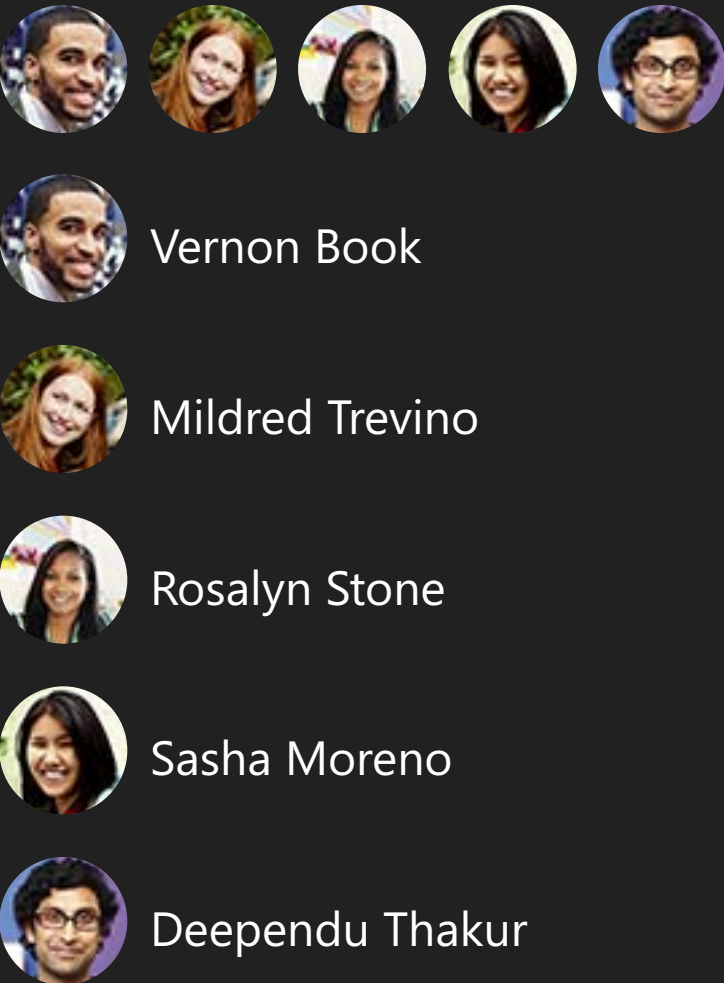 Vernon Book
Mildred Trevino
Rosalyn Stone
Sasha Moreno
Deependu Thakur